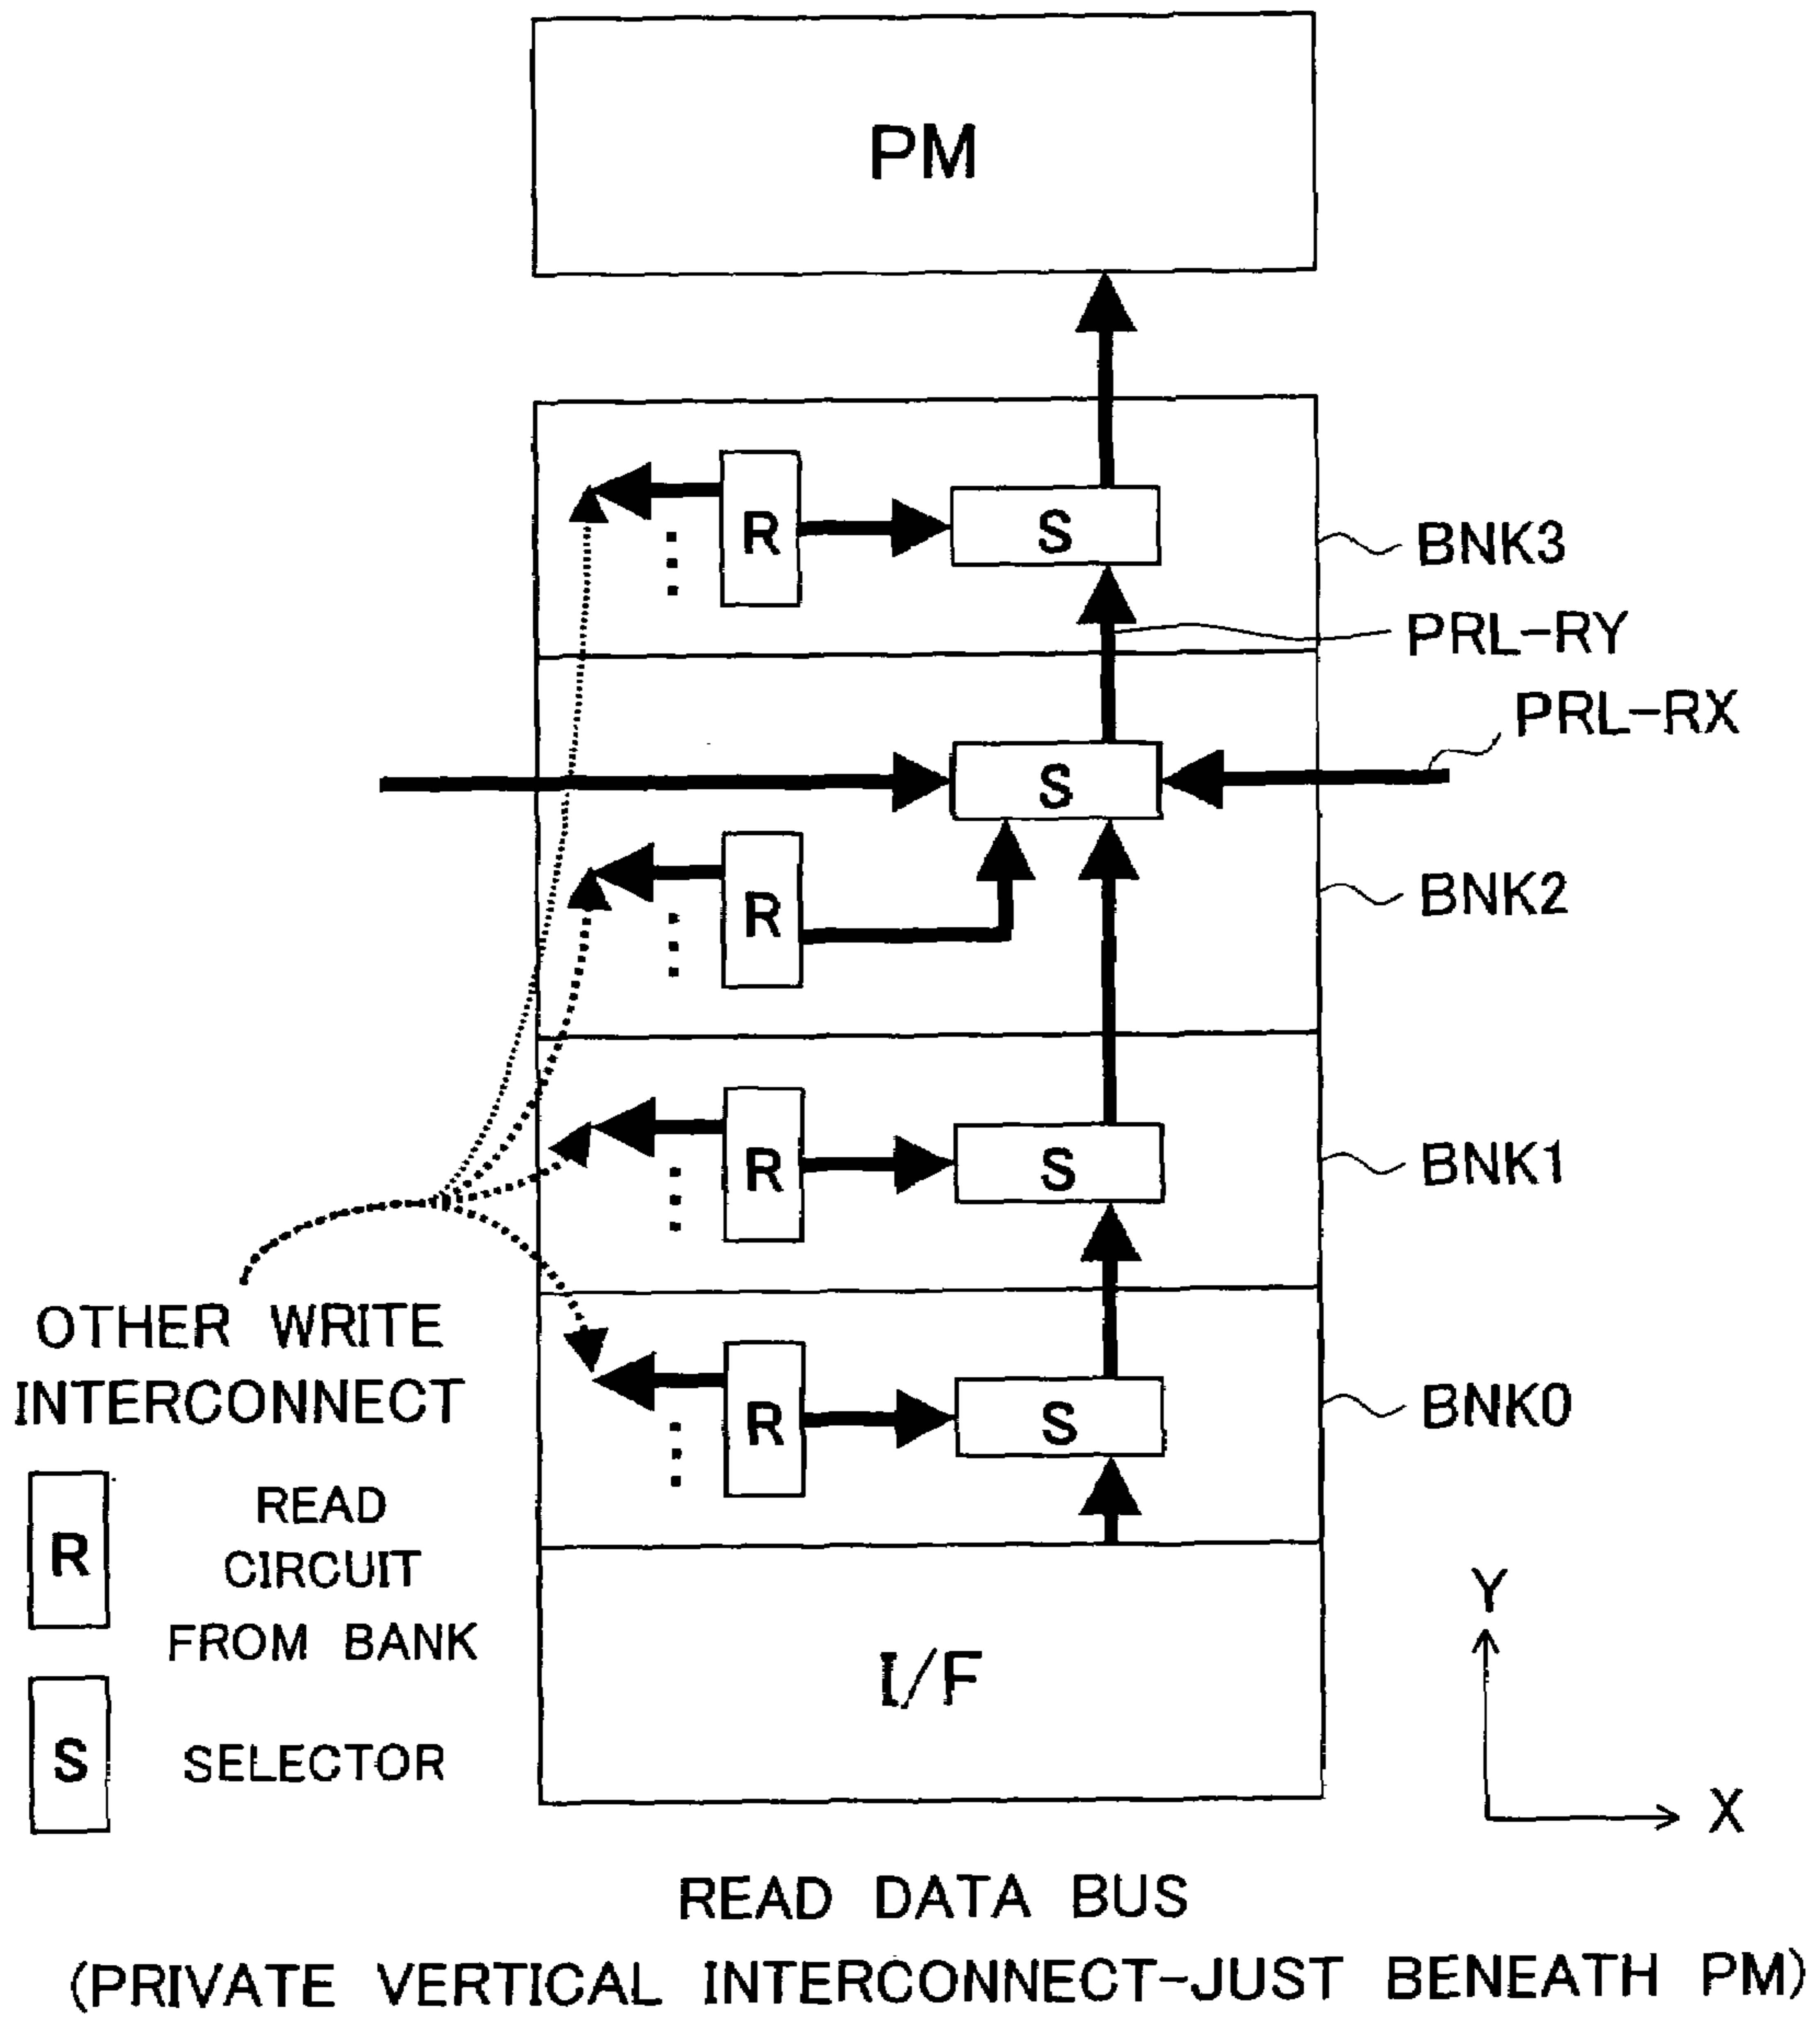 PM
R
S
BNK3
PRL-RY
PRL-RX
S
R
BNK2
R
S
BNK1
OTHER WRITE
INTERCONNECT
R
S
BNK0
R
READ
CIRCUIT
FROM BANK
S
SELECTOR
I/F
Y
X
READ DATA BUS
(PRIVATE VERTICAL INTERCONNECT-JUST BENEATH PM)